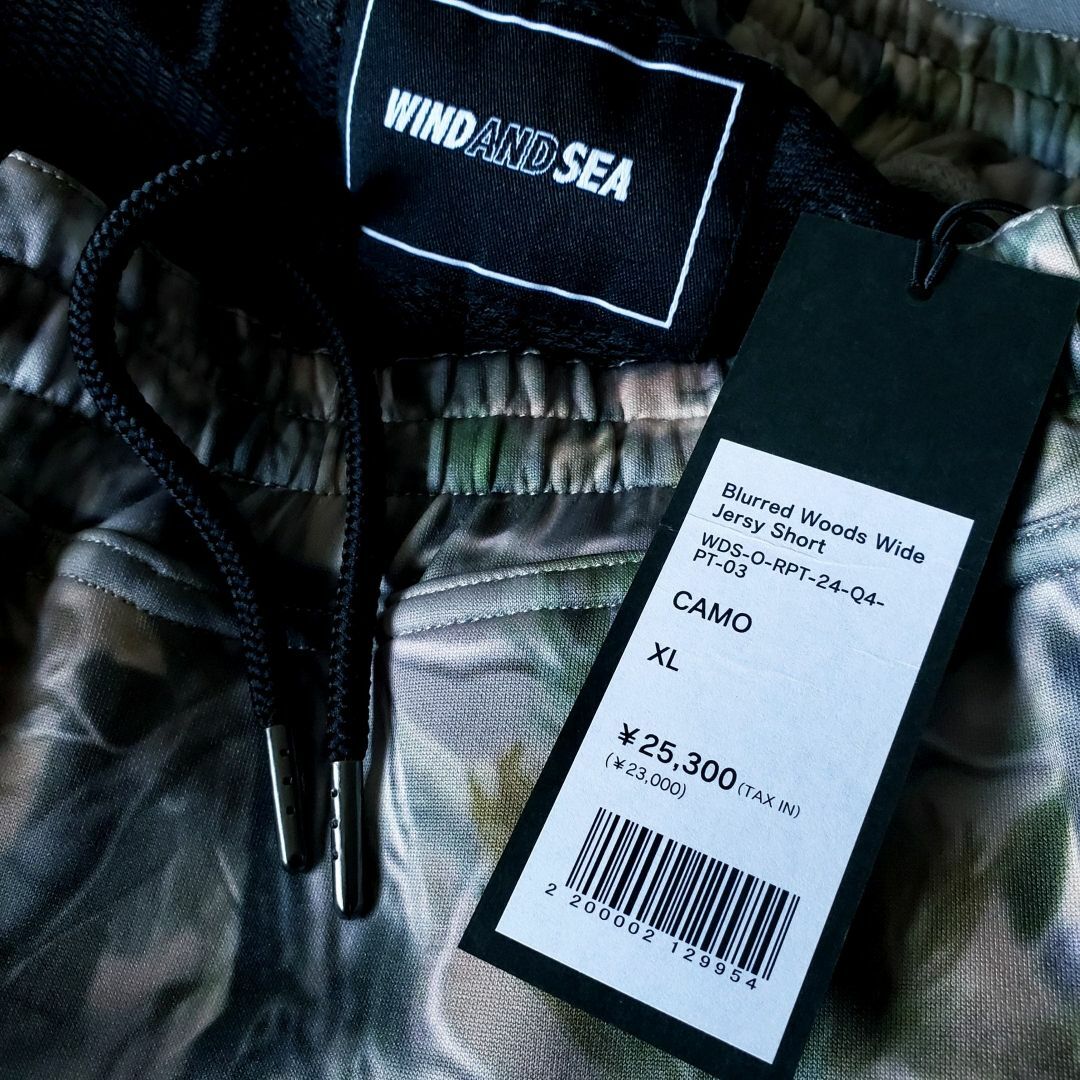 WINDANDSEA
Blurred Woods Wide
Jersy Short
WDS-O-RPT-24-Q4-
PT-03
CAMO
XL
¥25,300 (TAX IN)
(¥23,000)
2 200002 129954